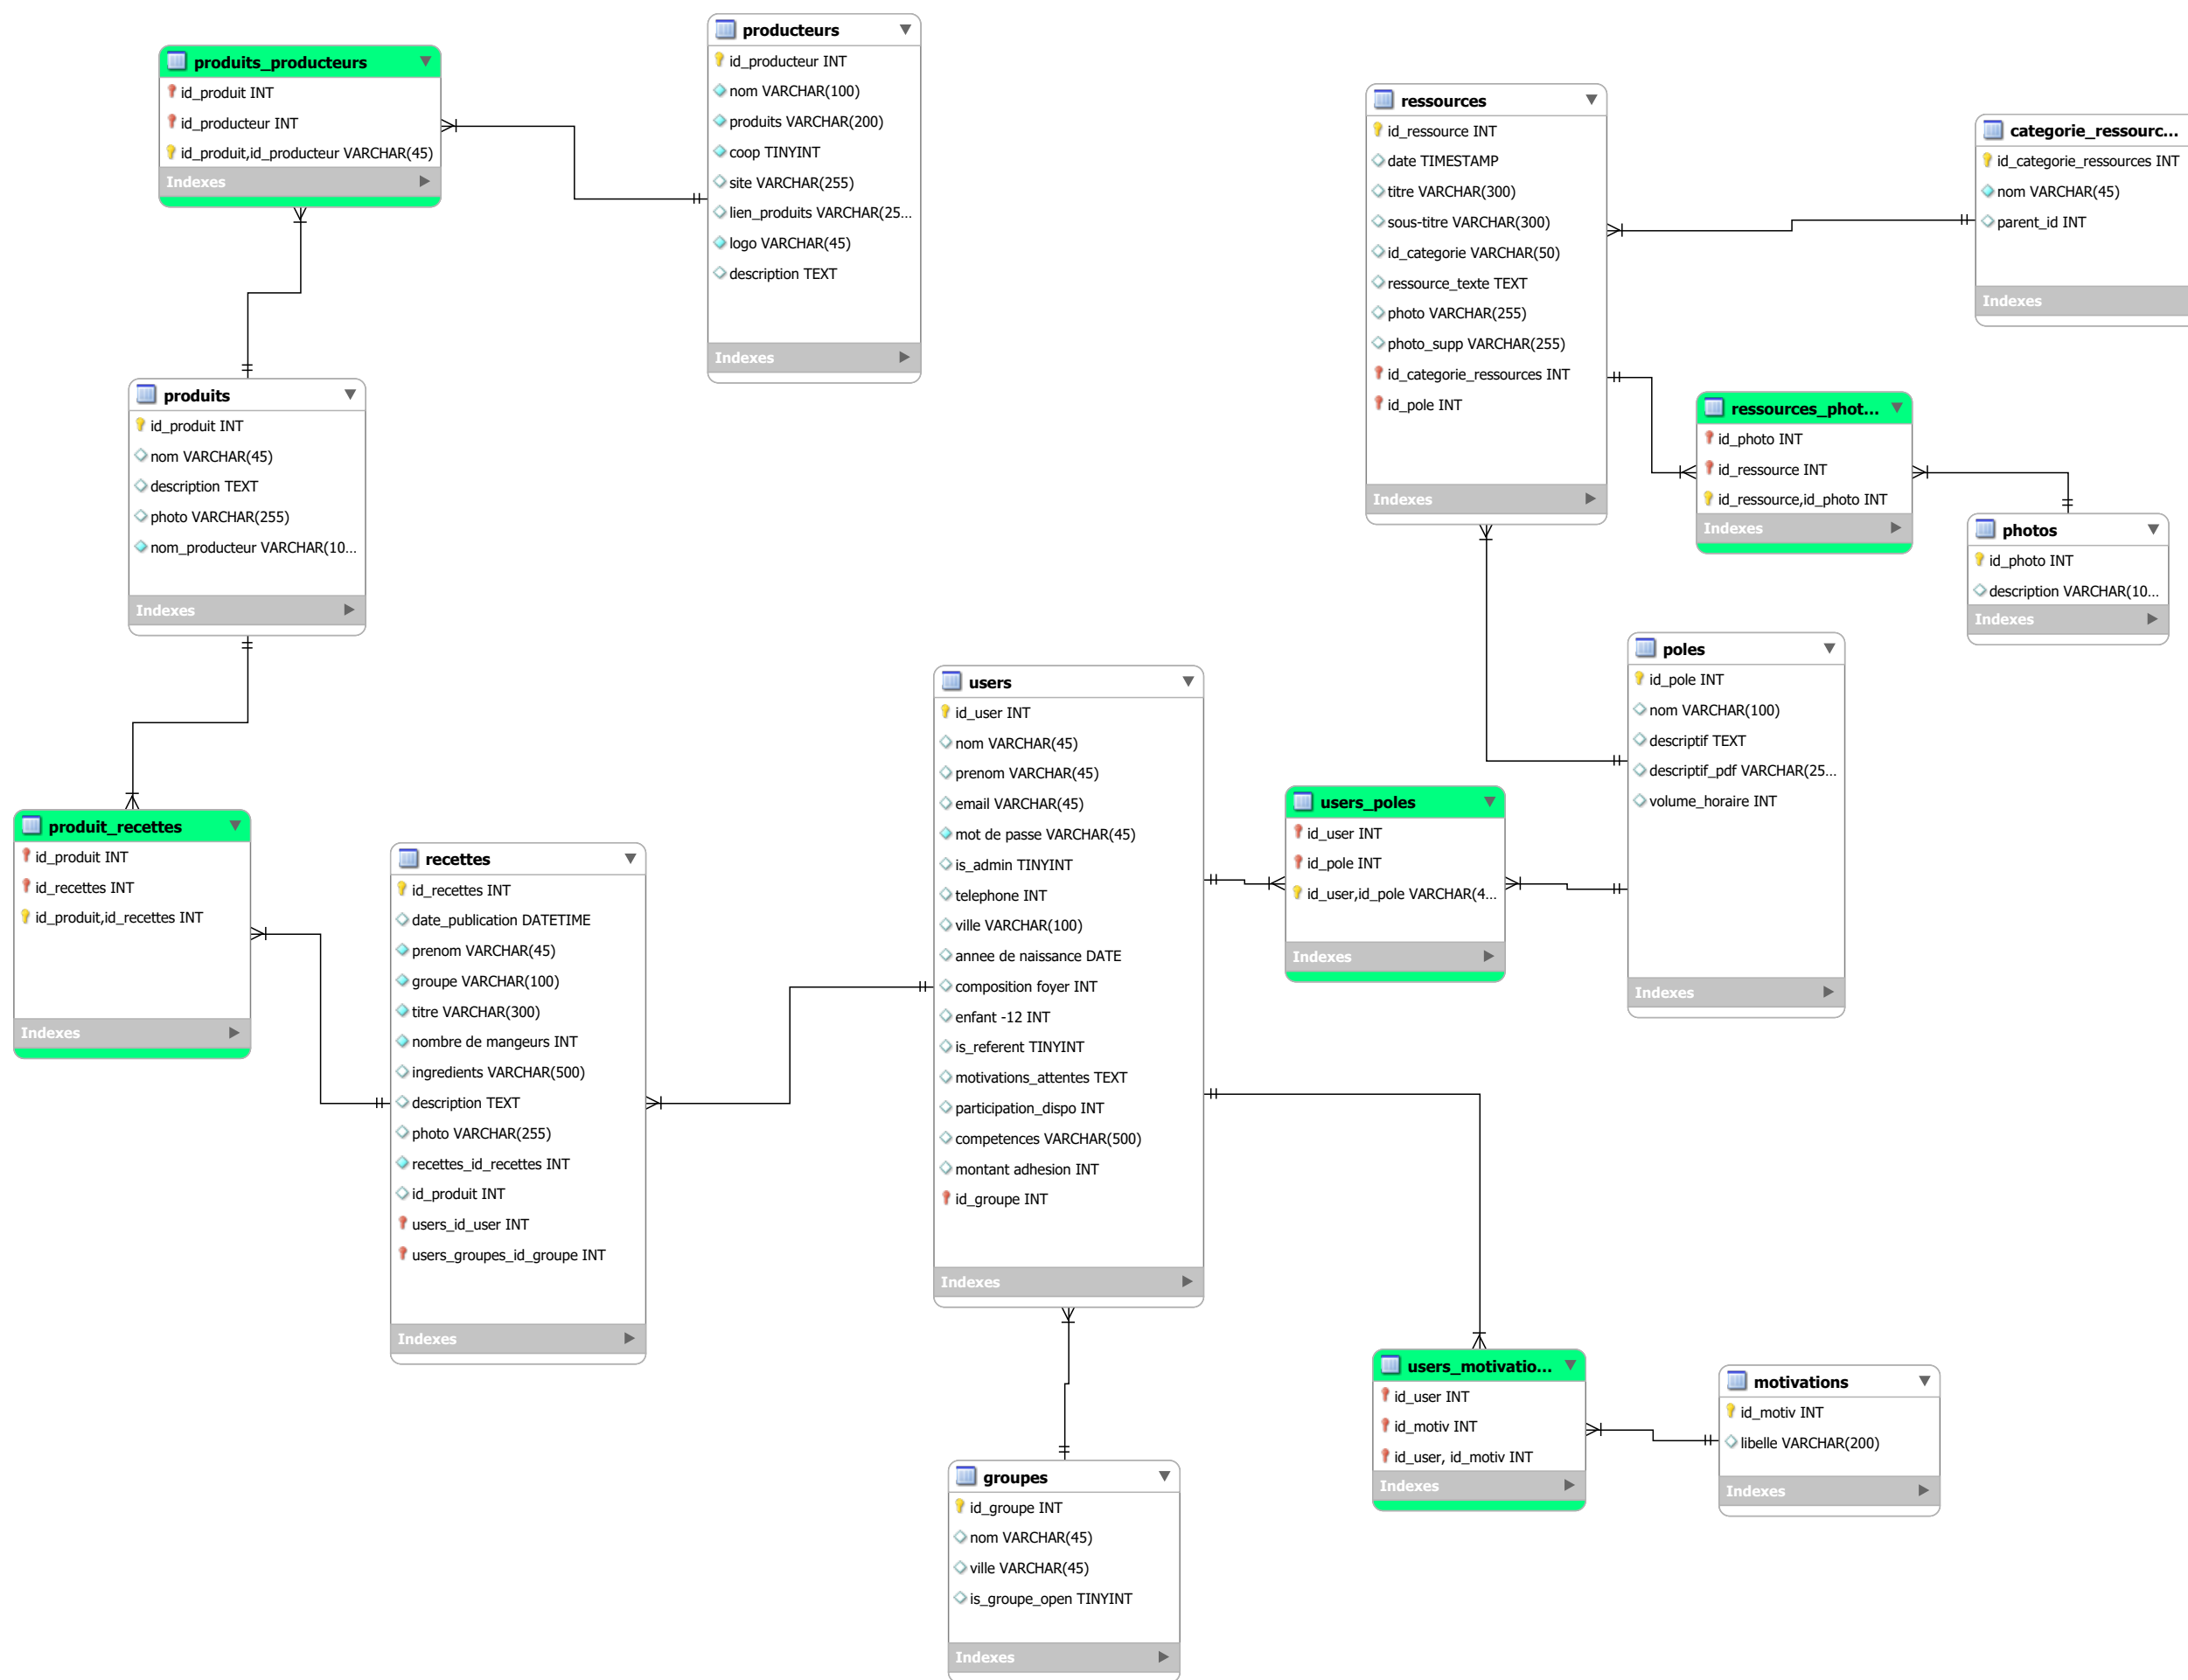 produits_producteurs
id_produit INT
id_producteur INT
id_produit,id_producteur VARCHAR(45)
Indexes
producteurs
id_producteur INT
nom VARCHAR(100)
produits VARCHAR(200)
coop TINYINT
site VARCHAR(255)
lien_produits VARCHAR(25...
logo VARCHAR(45)
description TEXT
Indexes
ressources
id_ressource INT
date TIMESTAMP
titre VARCHAR(300)
sous-titre VARCHAR(300)
id_categorie VARCHAR(50)
ressource_texte TEXT
photo VARCHAR(255)
photo_supp VARCHAR(255)
id_categorie_ressources INT
id_pole INT
Indexes
categorie_ressourc...
id_categorie_ressources INT
nom VARCHAR(45)
parent_id INT
Indexes
produits
id_produit INT
nom VARCHAR(45)
description TEXT
photo VARCHAR(255)
nom_producteur VARCHAR(10...
Indexes
ressources_phot...
id_photo INT
id_ressource INT
id_ressource,id_photo INT
Indexes
photos
id_photo INT
description VARCHAR(10...
Indexes
poles
id_pole INT
nom VARCHAR(100)
descriptif TEXT
descriptif_pdf VARCHAR(25...
volume_horaire INT
Indexes
users
id_user INT
nom VARCHAR(45)
prenom VARCHAR(45)
email VARCHAR(45)
mot de passe VARCHAR(45)
is_admin TINYINT
telephone INT
ville VARCHAR(100)
annee de naissance DATE
composition foyer INT
enfant -12 INT
is_referent TINYINT
motivations_attentes TEXT
participation_dispo INT
competences VARCHAR(500)
montant adhesion INT
id_groupe INT
Indexes
users_poles
id_user INT
id_pole INT
id_user,id_pole VARCHAR(4...
Indexes
produit_recettes
id_produit INT
id_recettes INT
id_produit,id_recettes INT
Indexes
recettes
id_recettes INT
date_publication DATETIME
prenom VARCHAR(45)
groupe VARCHAR(100)
titre VARCHAR(300)
nombre de mangeurs INT
ingredients VARCHAR(500)
description TEXT
photo VARCHAR(255)
recettes_id_recettes INT
id_produit INT
users_id_user INT
users_groupes_id_groupe INT
Indexes
users_motivatio...
id_user INT
id_motiv INT
id_user, id_motiv INT
Indexes
motivations
id_motiv INT
libelle VARCHAR(200)
Indexes
groupes
id_groupe INT
nom VARCHAR(45)
ville VARCHAR(45)
is_groupe_open TINYINT
Indexes